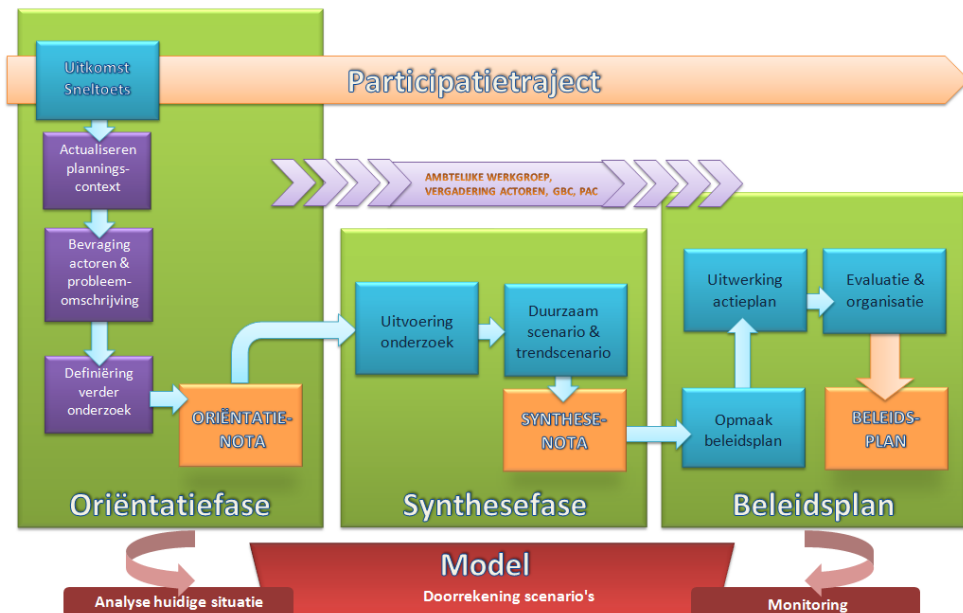 Uitkomst
Sneltoets
Participatietraject
Actualiseren
plannings-
context
AMBTELIJKE WERKGROEP,
VERGADERING ACTOREN, GBC, PAC
Bevraging
actoren &
probleem-
omschrijving
Definiëring
verder
onderzoek
ORIËNTATIE-
NOTA
Oriëntatiefase
Uitvoering
onderzoek
Duurzaam
scenario &
trendscenario
SYNTHESE-
NOTA
Synthesefase
Uitwerking
actieplan
Evaluatie &
organisatie
Opmaak
beleidsplan
BELEIDS-
PLAN
Beleidsplan
Model
Doorrekening scenario's
Analyse huidige situatie
Monitoring